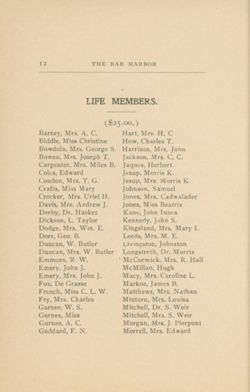 12 THE BAR HARBOR
LIFE MEMBERS.
($25.00.)
Barney, Mrs. A. C.
Biddle, Miss Christine
Bowdoin, Mrs. George S.
Bowen, Mrs. Joseph T.
Carpenter, Mrs. Miles B.
Coles, Edward
Condon, Mrs. T. G.
Crafts, Miss Mary
Crocker, Mrs. Uriel H.
Davis, Mrs. Andrew J.
Derby, Dr. Hasket
Dickson, L. Taylor
Dodge, Mrs. Wm. E.
Dorr, Geo. B.
Duncan, W. Butler
Duncan, Mrs. W. Butler
Emmons, R. W.
Emery, John J.
Emery, Mrs. John J.
Fox, De Grasse
French, Miss C. L. W.
Fry, Mrs. Charles
Gurnee, W. S.
Gurnee, Miss
Gurnee, A. C.
Goddard, F. N.
Hart, Mrs. H. C
How, Charles T.
Harrison, Mrs. John
Jackson, Mrs. C. C.
Jaques, Herbert
Jesup, Morris K.
Jesup, Mrs. Morris K
Johnson, Samuel
Jones, Mrs. Cadwalader
Jones, Miss Beatrix
Kane, John Innes
Kennedy, John S.
Kingsland, Mrs. Mary I.
Leeds, Mrs. M. E.
Livingston, Johnston
Longstreth, Dr. Morris
McCormick, Mrs. R. Hall
McMillan, Hugh
Macy, Mrs. Caroline L.
Markoe, James B.
Matthews, Mrs. Nathan
Minturn, Mrs. Louisa
Mitchell, Dr. S. Weir
Mitchell, Mrs. S. Weir
Morgan, Mrs. J. Pierpont
Morrell, Mrs. Edward